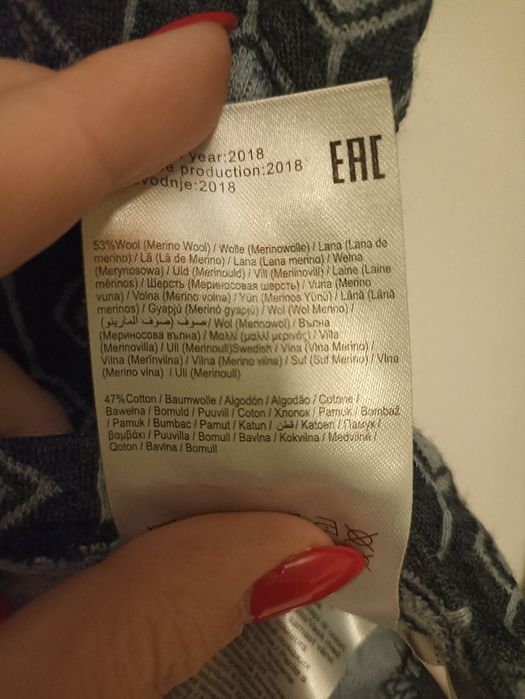 year:2018
production:2018
vodnje:2018
EAC
53%Wool (Merino Wool) / Wolle (Merinowolle) / Lana (Lana de
merino) / Lã (Lã de Merino) / Lana (Lana merino) / Wełna
(Merynosowa) / Uld (Merinould) / Vill (Meriinovill) / Laine (Laine
mérinos) / Шерсть (Мериносовая шерсть) / Vuna (Merino
vuna) / Volna (Merino volna) / Yün (Merinos Yünü) / Lână (Lână
merinos) / Gyapjú (Merinó gyapjú) / Wol (Wol Merino) /
صوف (صوف المارينو) / Wol (Merinowol) / Вълна
(Мериносова вълна) / Μαλλί (μαλλί μερινός) / Villa
(Merinovilla) / Ull (Merinoull)Swedish / Vlna (Vlna Merino) /
Vilna (Merīnvilna) / Vilna (Merino vilna) / Suf (Suf Merino) / Vlna
(Merino vlna) / Ull (Merinoull)
47%Cotton / Baumwolle / Algodón / Algodão / Cotone /
Bawełna / Bomuld / Puuvill / Coton / Хлопок / Pamuk / Bombaž
/ Pamuk / Bumbac / Pamut / Katun / قطن / Katoen / Памук /
βαμβάκι / Puuvilla / Bomull / Bavlna / Kokvilna / Medvilnė /
Qoton / Bavlna / Bomull